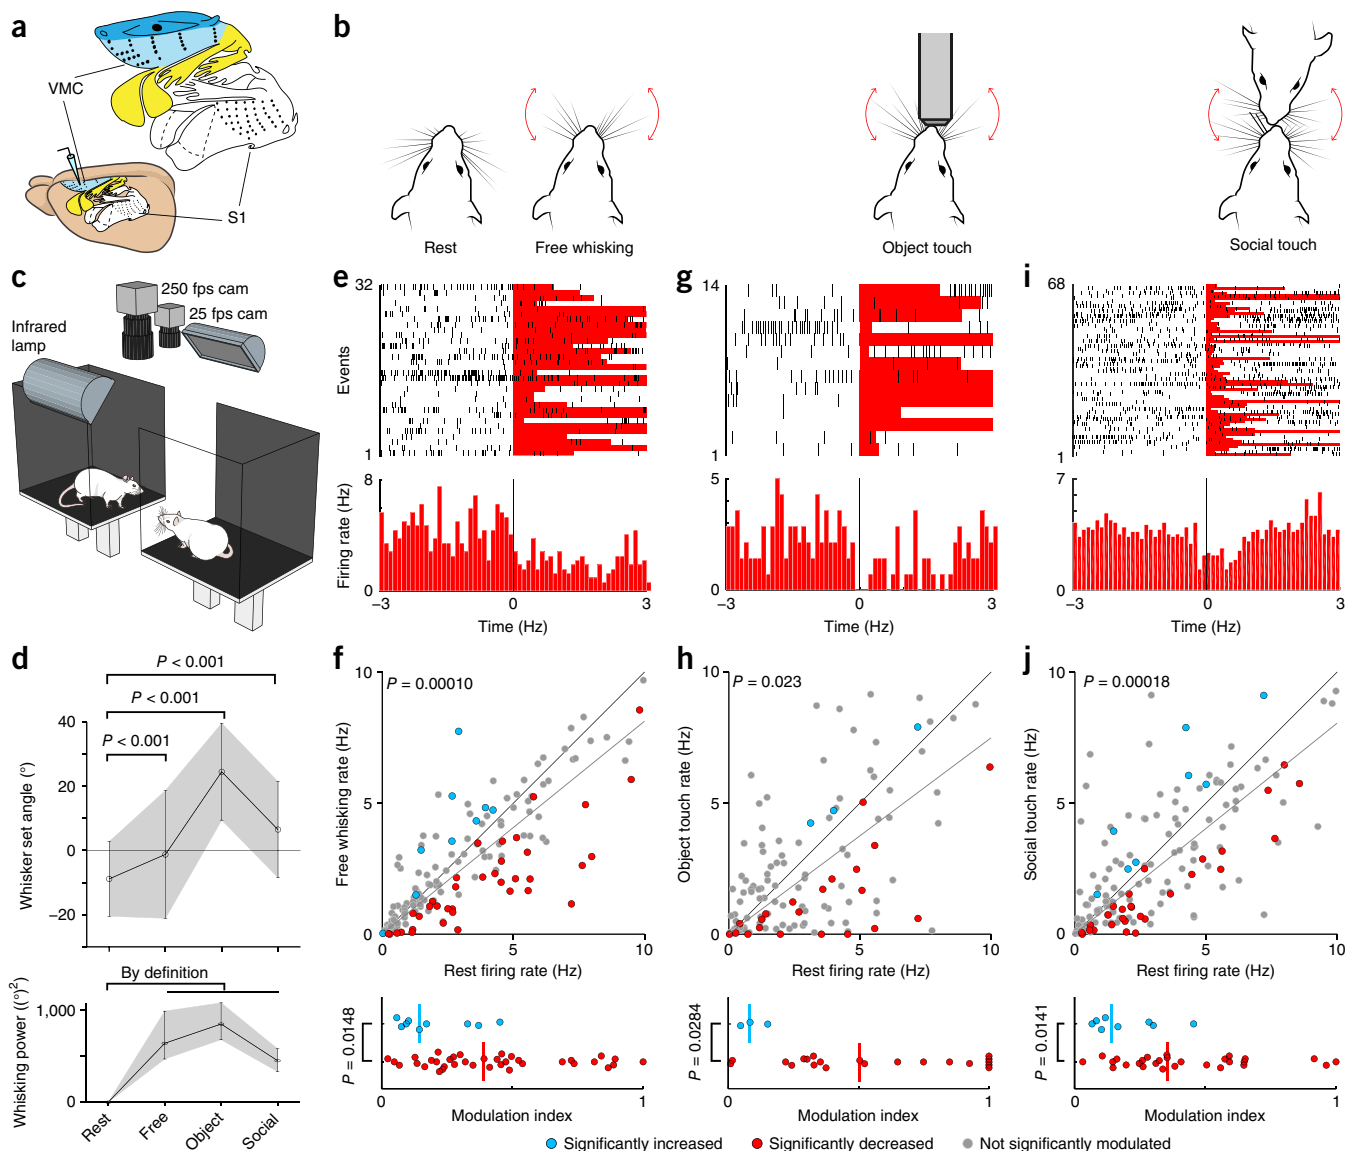 a
VMC
S1
b
Rest
Free whisking
Object touch
Social touch
c
250 fps cam
25 fps cam
Infrared
lamp
d
P < 0.001
P < 0.001
P < 0.001
40
20
0
−20
Whisker set angle (°)
By definition
1,000
0
Whisking power ((°)²)
Rest
Free
Object
Social
e
32
Events
1
8
Firing rate (Hz)
0
−3
0
3
Time (Hz)
g
14
1
5
0
−3
0
3
Time (Hz)
i
68
1
7
0
−3
0
3
Time (Hz)
f
10
P = 0.00010
Free whisking rate (Hz)
5
0
5
10
Rest firing rate (Hz)
P = 0.0148
0
1
Modulation index
h
10
P = 0.023
Object touch rate (Hz)
5
0
0
5
10
Rest firing rate (Hz)
P = 0.0284
0
1
Modulation index
j
10
P = 0.00018
Social touch rate (Hz)
5
0
0
5
10
Rest firing rate (Hz)
P = 0.0141
0
1
Modulation index
Significantly increased
Significantly decreased
Not significantly modulated